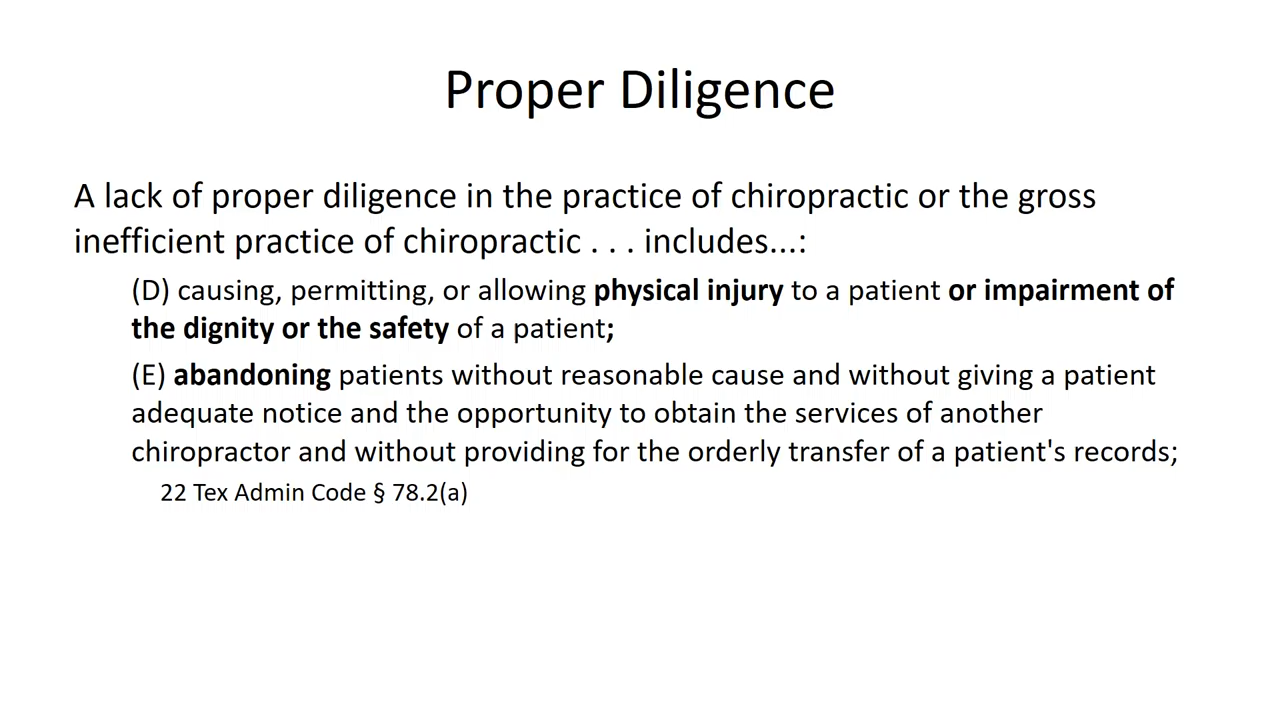 Proper Diligence
A lack of proper diligence in the practice of chiropractic or the gross
inefficient practice of chiropractic . . . includes...:
(D) causing, permitting, or allowing physical injury to a patient or impairment of
the dignity or the safety of a patient;
(E) abandoning patients without reasonable cause and without giving a patient
adequate notice and the opportunity to obtain the services of another
chiropractor and without providing for the orderly transfer of a patient's records;
22 Tex Admin Code § 78.2(a)